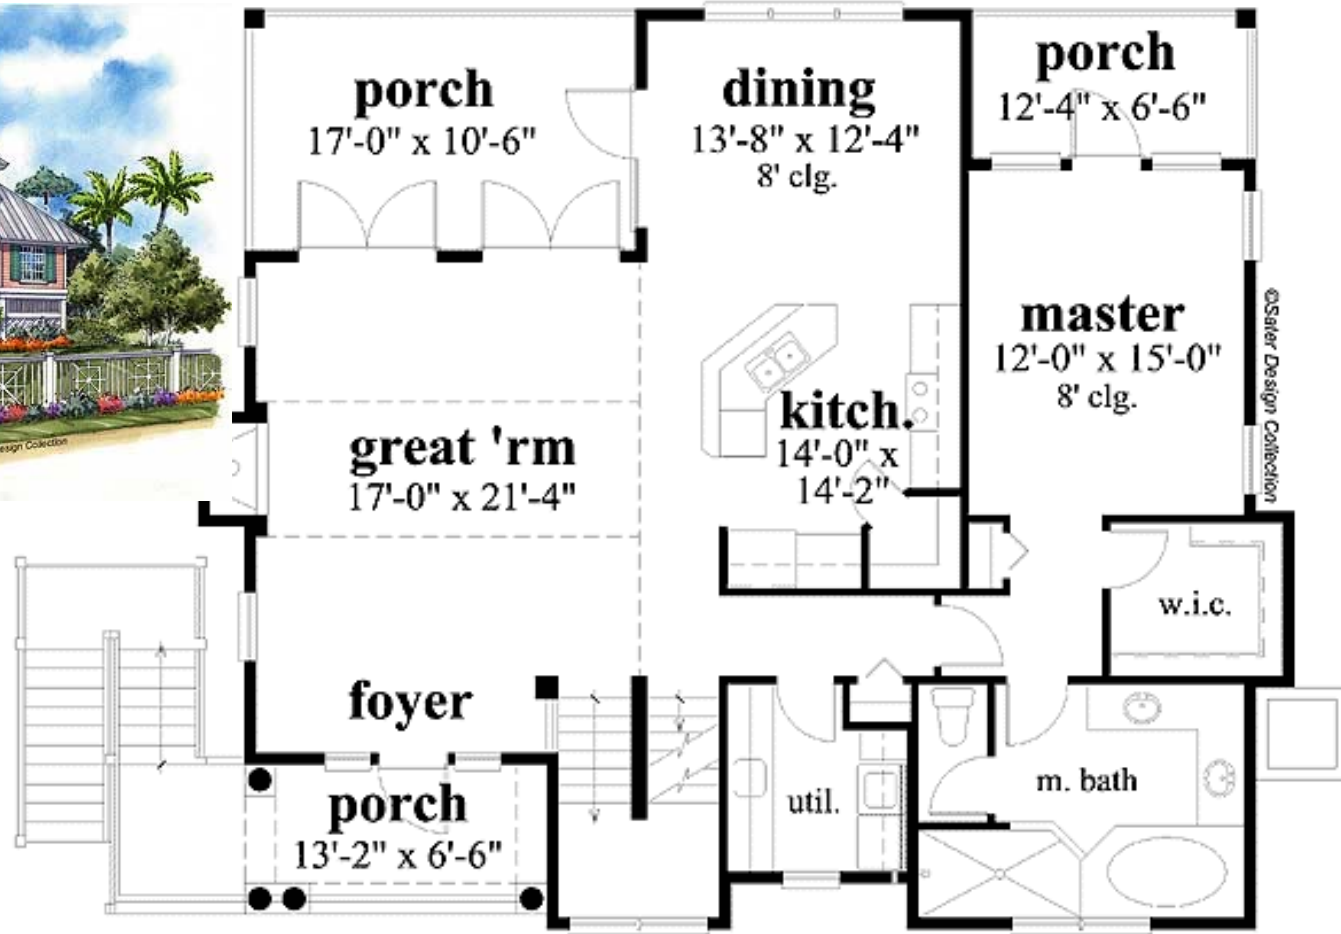 porch
17'-0" x 10'-6"
dining
13'-8" x 12'-4"
8' clg.
porch
12'-4" x 6'-6"
master
12'-0" x 15'-0"
8' clg.
©Sater Design Collection
kitch.
14'-0" x
14'-2"
great 'rm
17'-0" x 21'-4"
esign Collection
w.i.c.
foyer
porch
13'-2" x 6'-6"
util.
m. bath